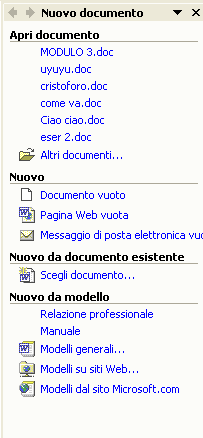 Nuovo documento
Apri documento
MODULO 3.doc
uyuyu.doc
cristoforo.doc
come va.doc
Ciao ciao.doc
eser 2.doc
Altri documenti...
Nuovo
Documento vuoto
Pagina Web vuota
Messaggio di posta elettronica vuo
Nuovo da documento esistente
Scegli documento...
Nuovo da modello
Relazione professionale
Manuale
Modelli generali...
Modelli su siti Web...
Modelli dal sito Microsoft.com